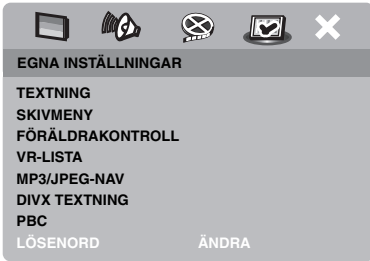 EGNA INSTÄLLNINGAR
TEXTNING
SKIVMENY
FÖRÄLDRAKONTROLL
VR-LISTA
MP3/JPEG-NAV
DIVX TEXTNING
PBC
LÖSENORD ÄNDRA